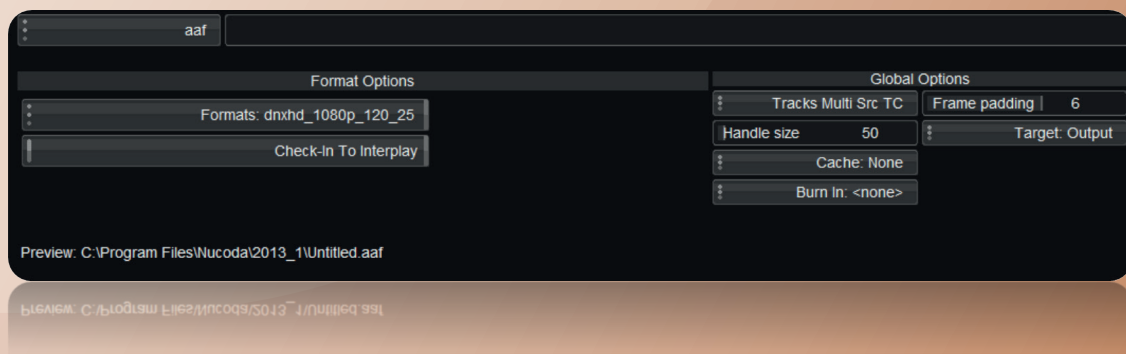 aaf
Format Options
Formats: dnxhd_1080p_120_25
Check-In To Interplay
Global Options
Tracks Multi Src TC
Frame padding 6
Handle size 50
Target: Output
Cache: None
Burn In: <none>
Preview: C:\Program Files\Nucoda\2013_1\Untitled.aaf